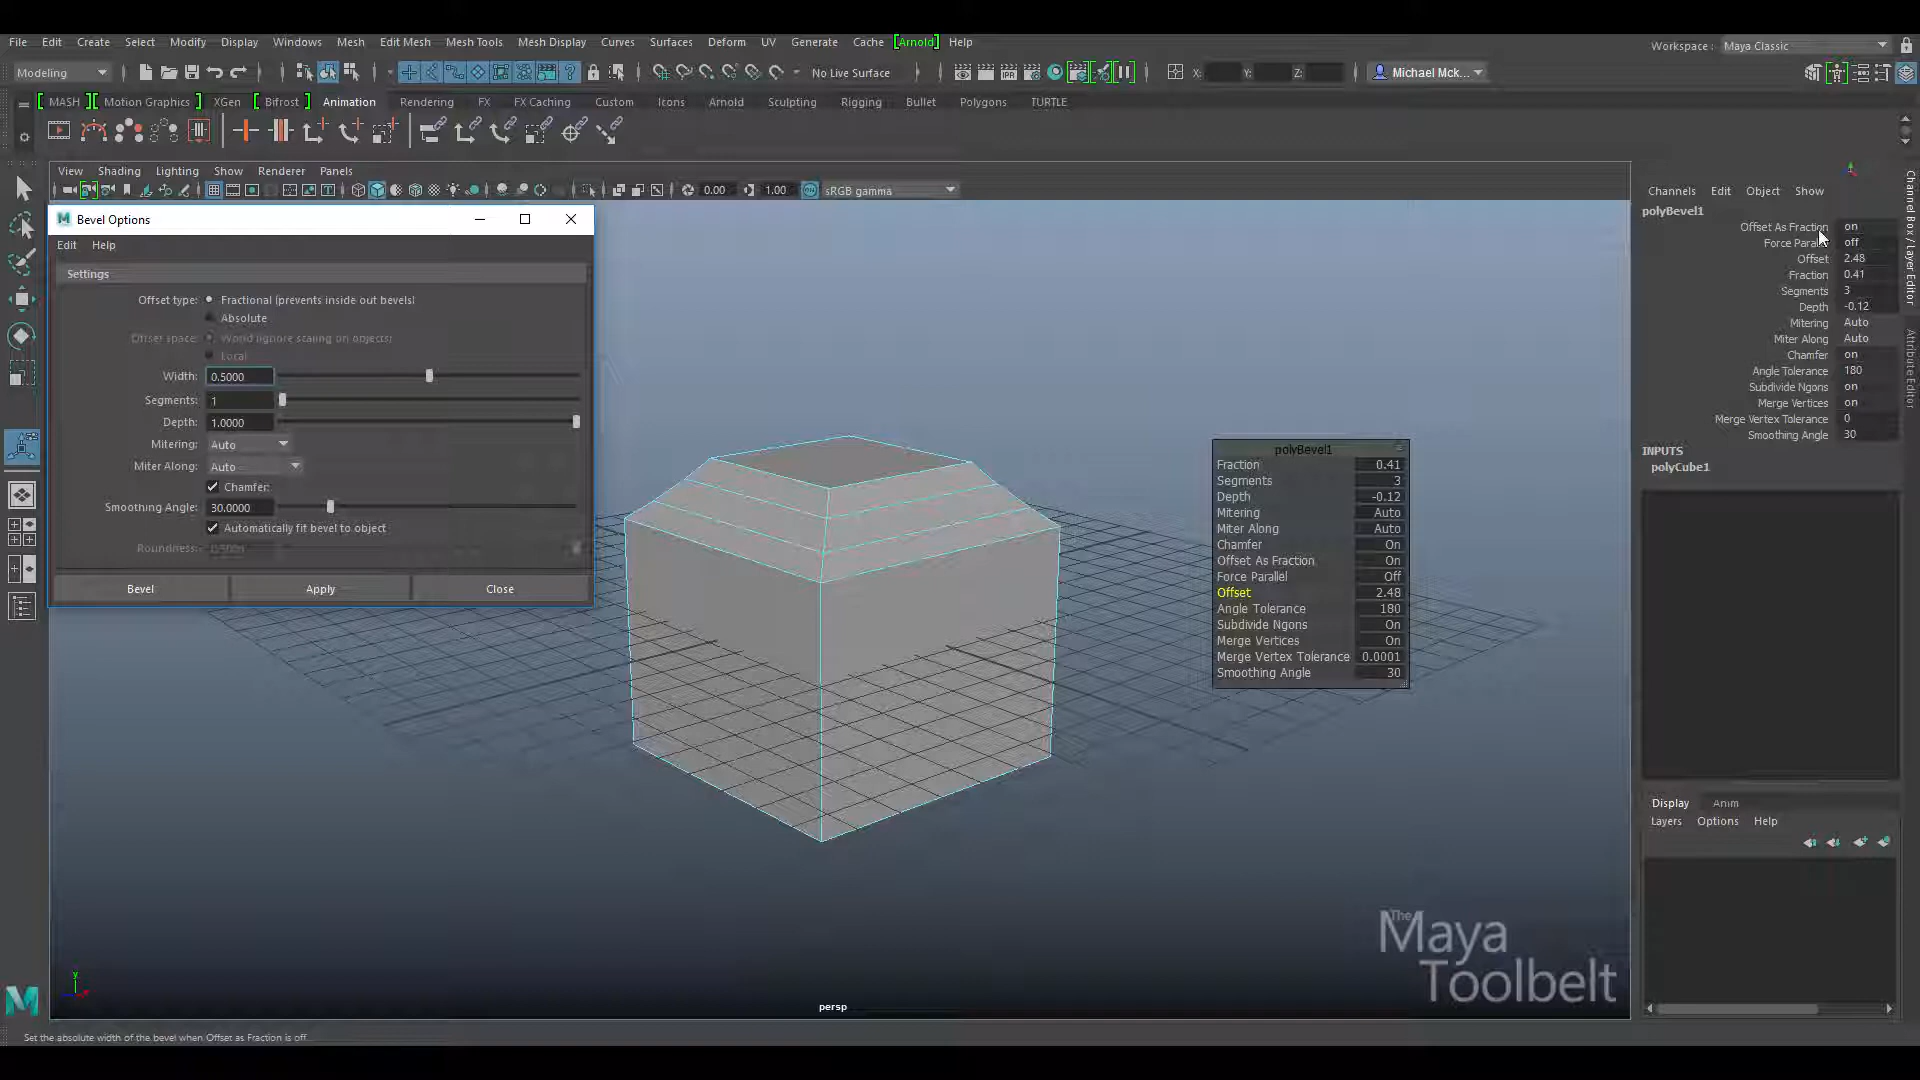 File Edit Create Select Modify Display Windows Mesh Edit Mesh Mesh Tools Mesh Display Curves Surfaces Deform UV Generate Cache [Arnold] Help
Workspace : Maya Classic
Modeling
No Live Surface
X:
Y:
Z:
Michael Mck...
[ MASH ] [ Motion Graphics ] XGen [ Bifrost ] Animation Rendering FX FX Caching Custom Icons Arnold Sculpting Rigging Bullet Polygons TURTLE
View Shading Lighting Show Renderer Panels
0.00
1.00
sRGB gamma
Bevel Options
Edit Help
Settings
Offset type: Fractional (prevents inside out bevels)
Absolute
Offset space: World (ignore scaling on objects)
Local
Width: 0.5000
Segments: 1
Depth: 1.0000
Mitering: Auto
Miter Along: Auto
Chamfer:
Smoothing Angle: 30.0000
Automatically fit bevel to object
Roundness: 0.5000
Bevel Apply Close
polyBevel1
Fraction 0.41
Segments 3
Depth -0.12
Mitering Auto
Miter Along Auto
Chamfer On
Offset As Fraction On
Force Parallel Off
Offset 2.48
Angle Tolerance 180
Subdivide Ngons On
Merge Vertices On
Merge Vertex Tolerance 0.0001
Smoothing Angle 30
Channels Edit Object Show
polyBevel1
Offset As Fraction on
Force Para off
Offset 2.48
Fraction 0.41
Segments 3
Depth -0.12
Mitering Auto
Miter Along Auto
Chamfer on
Angle Tolerance 180
Subdivide Ngons on
Merge Vertices on
Merge Vertex Tolerance 0
Smoothing Angle 30
INPUTS
polyCube1
Channel Box / Layer Editor
Attribute Editor
Display Anim
Layers Options Help
The
Maya
Toolbelt
y
persp
Set the absolute width of the bevel when Offset as Fraction is off.